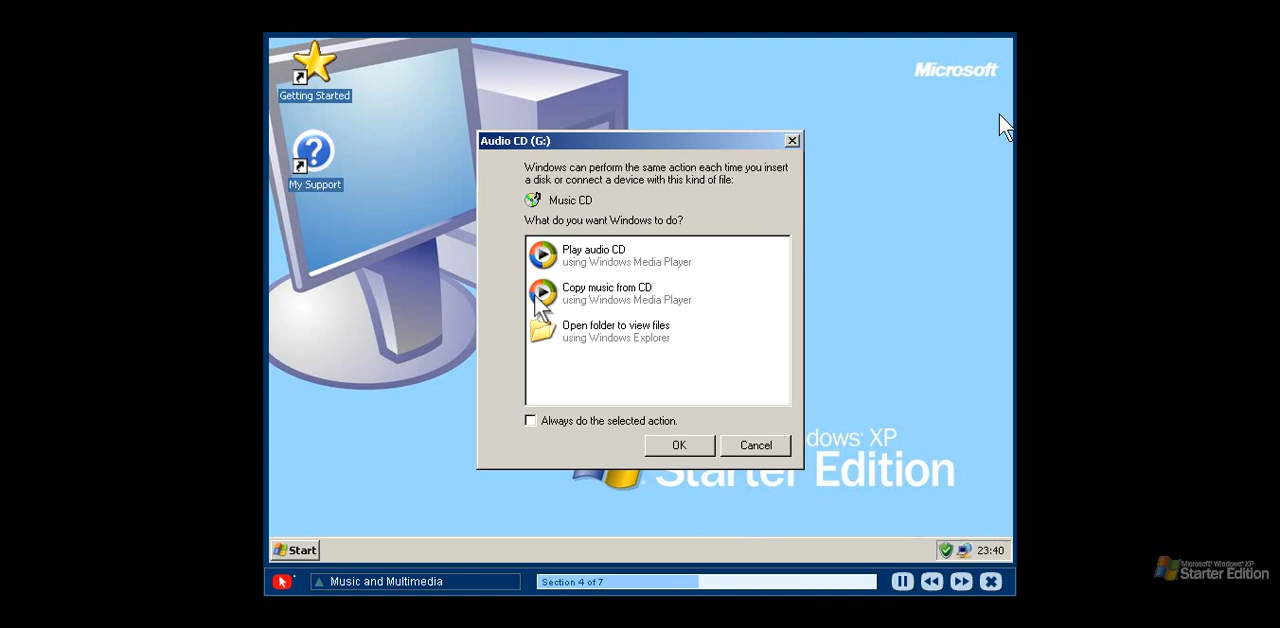 Getting Started
My Support
Microsoft
Audio CD (G:)
Windows can perform the same action each time you insert
a disk or connect a device with this kind of file:
Music CD
What do you want Windows to do?
Play audio CD
using Windows Media Player
Copy music from CD
using Windows Media Player
Open folder to view files
using Windows Explorer
Always do the selected action.
OK
Cancel
dows XP
Starter Edition
Start
23:40
Music and Multimedia
Section 4 of 7
Microsoft Windows XP
Starter Edition